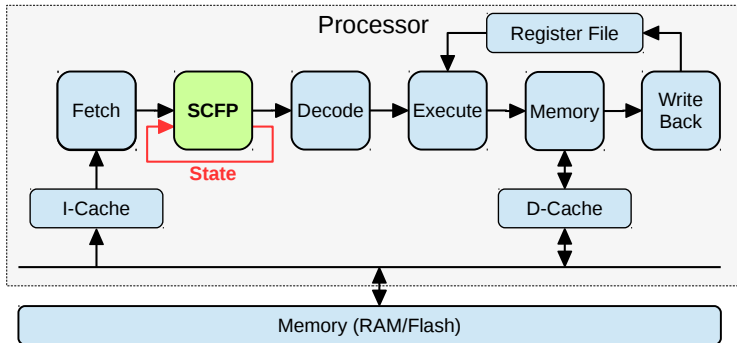 Processor
Register File
Fetch
SCFP
Decode
Execute
Memory
Write
Back
State
I-Cache
D-Cache
Memory (RAM/Flash)